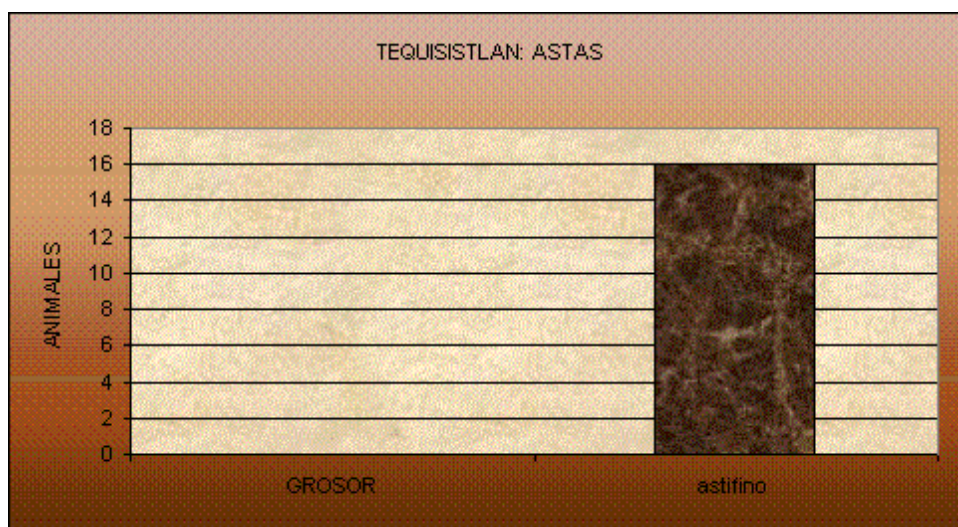 TEQUISISTLAN: ASTAS
ANIMALES
18
16
14
12
10
8
6
4
2
0
GROSOR
astifino